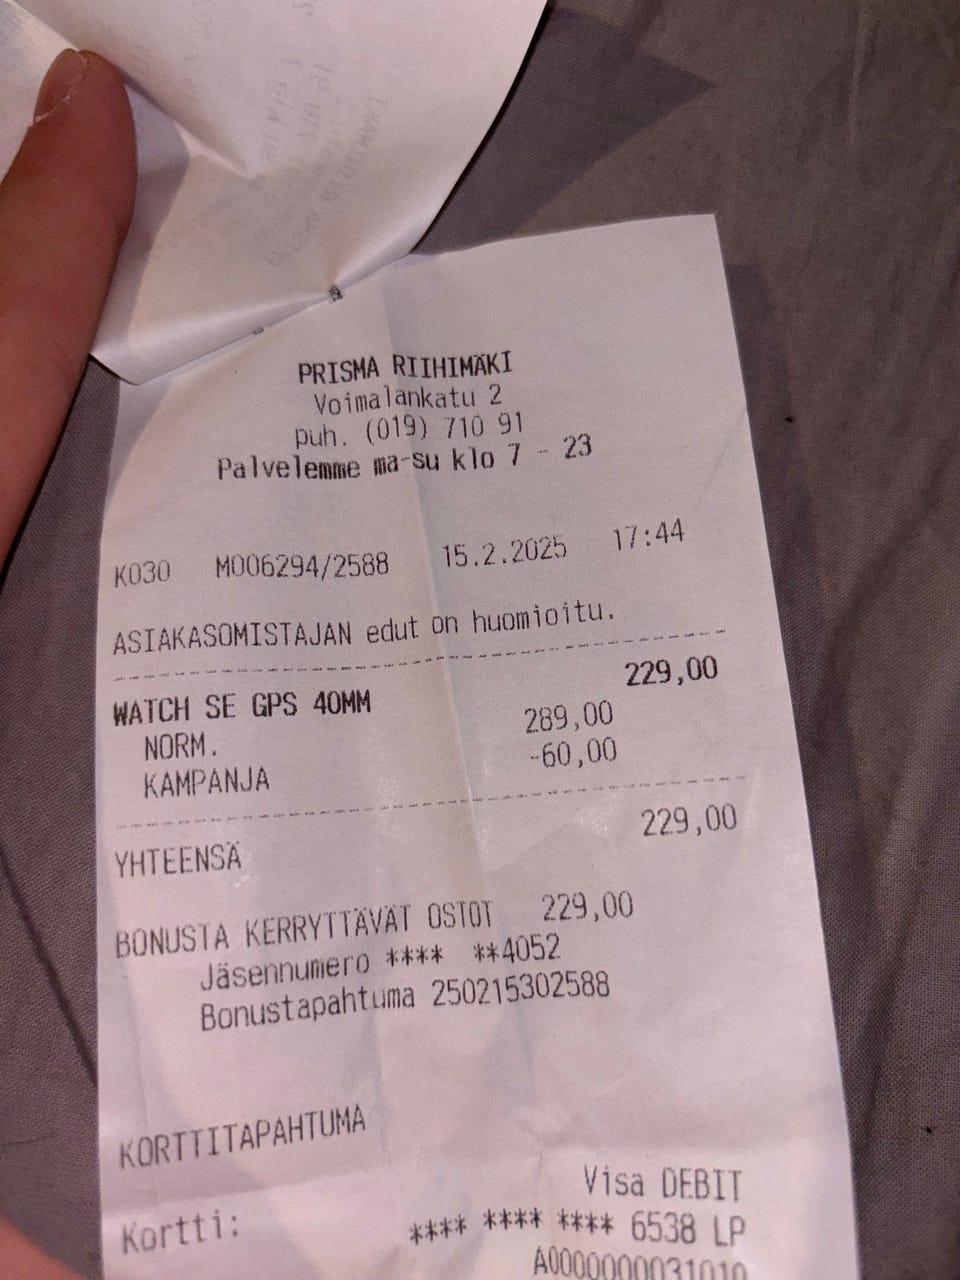 PRISMA RIIHIMÄKI
Voimalankatu 2
puh. (019) 710 91
Palvelemme ma-su klo 7 - 23
K030 M006294/2588 15.2.2025 17:44
ASIAKASOMISTAJAN edut on huomioitu.
WATCH SE GPS 40MM 229,00
NORM. 289,00
KAMPANJA -60,00
YHTEENSÄ 229,00
BONUSTA KERRYTTÄVÄT OSTOT 229,00
Jäsennumero **** **4052
Bonustapahtuma 250215302588
KORTTITAPAHTUMA
Visa DEBIT
Kortti: **** **** **** 6538 LP
A0000000031010